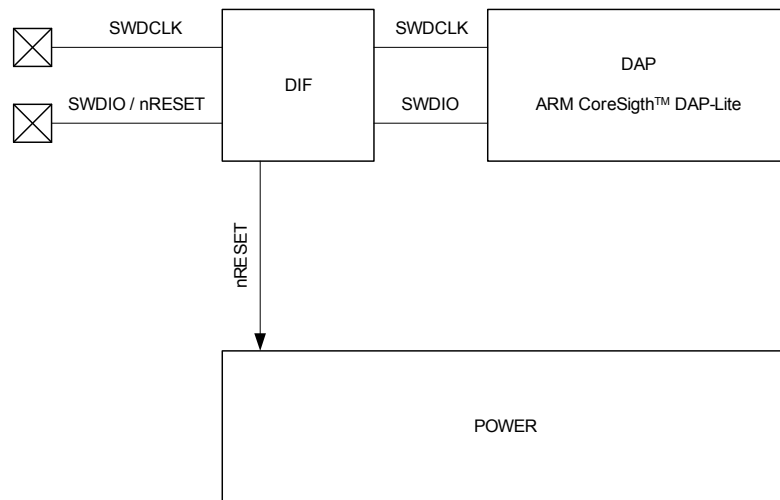 SWDCLK
SWDCLK
DIF
DAP
ARM CoreSigth™ DAP-Lite
SWDIO / nRESET
SWDIO
nRESET
POWER